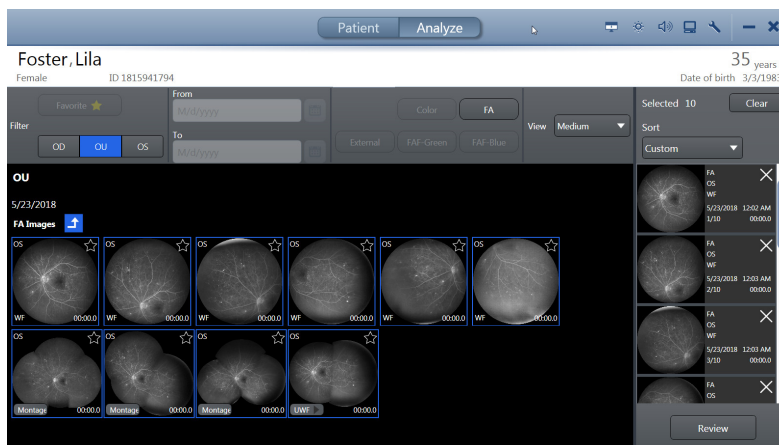 Patient Analyze
Foster, Lila
35 years
Female ID 1815941794
Date of birth 3/3/1983
Filter
Favorite
OD OU OS
From
M/d/yyyy
To
M/d/yyyy
Color FA
External FAF-Green FAF-Blue
View Medium
Selected 10 Clear
Sort
Custom
OU
5/23/2018
FA Images
OS OS OS OS OS OS
WF 00:00.0 WF 00:00.0 WF 00:00.0 WF 00:00.0 WF 00:00.0 WF 00:00.0
OS OS OS OS
Montage 00:00.0 Montage 00:00.0 Montage 00:00.0 UWF 00:00.0
FA
OS
WF
5/23/2018 12:02 AM
1/10 00:00.0
FA
OS
WF
5/23/2018 12:03 AM
2/10 00:00.0
FA
OS
WF
5/23/2018 12:03 AM
3/10 00:00.0
FA
OS
Review